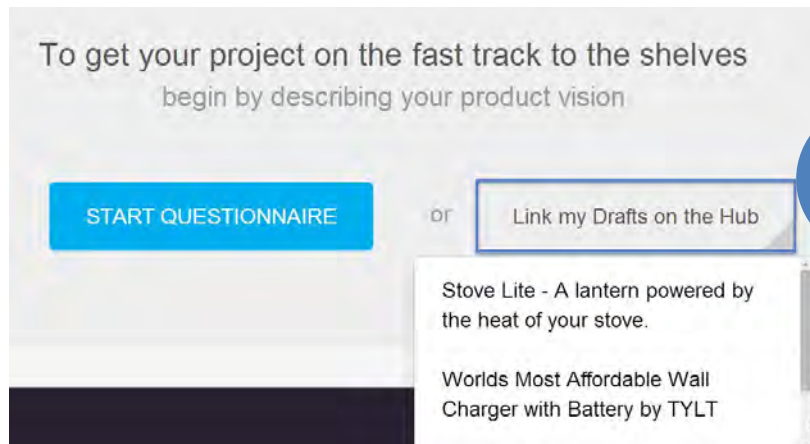 To get your project on the fast track to the shelves
begin by describing your product vision
START QUESTIONNAIRE
or
Link my Drafts on the Hub
Stove Lite - A lantern powered by
the heat of your stove.
Worlds Most Affordable Wall
Charger with Battery by TYLT